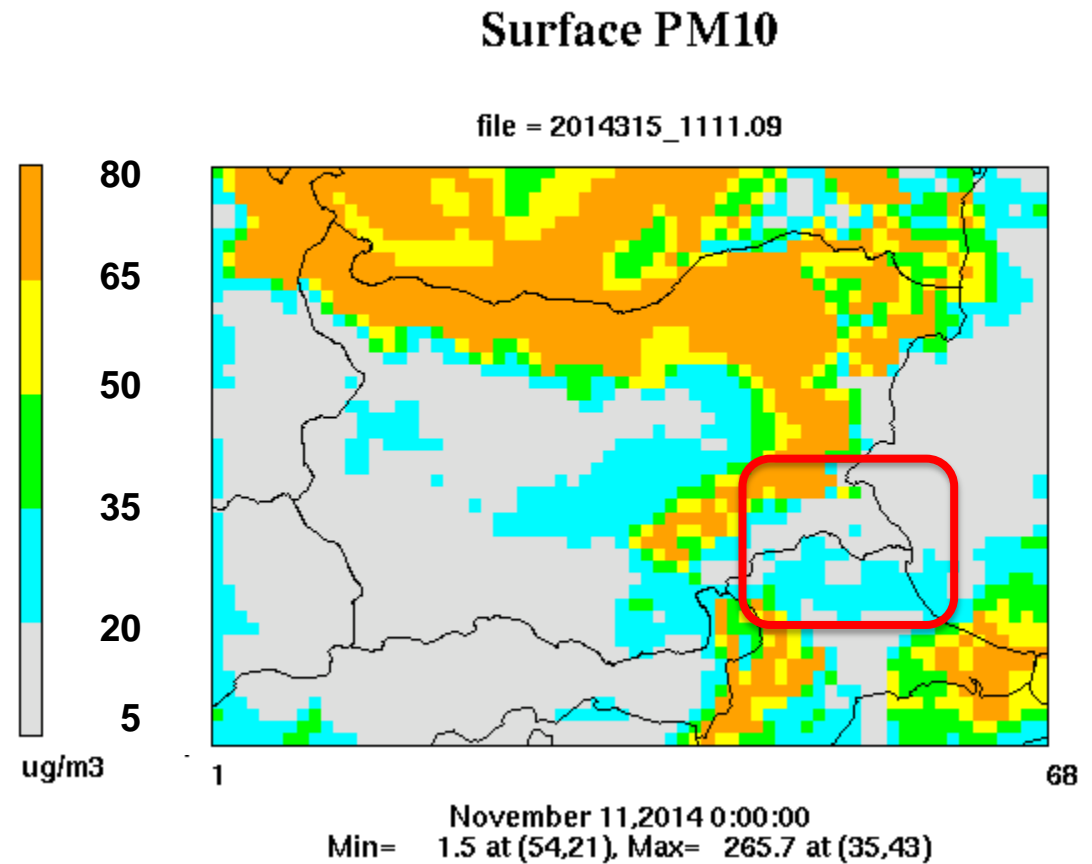 Surface PM10
file = 2014315_1111.09
80
65
50
35
20
5
ug/m3
1
68
November 11,2014 0:00:00
Min= 1.5 at (54,21), Max= 265.7 at (35,43)